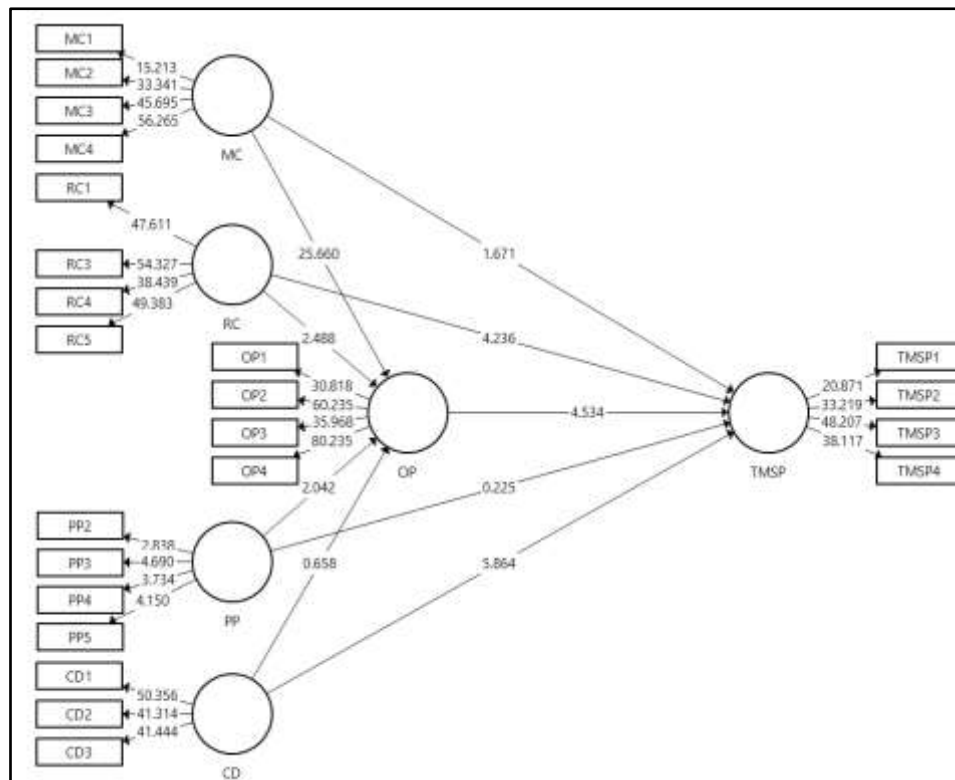 MC1
MC2
MC3
MC4
15.213
33.341
45.695
56.265
MC
RC1
RC3
RC4
RC5
47.611
54.327
38.439
49.383
RC
25.660
1.671
2.488
4.236
OP1
OP2
OP3
OP4
30.818
60.235
35.968
80.235
OP
4.534
TMSP
20.871
33.219
48.207
38.117
TMSP1
TMSP2
TMSP3
TMSP4
2.042
0.225
0.658
5.864
PP2
PP3
PP4
PP5
2.838
4.690
3.734
4.150
PP
CD1
CD2
CD3
50.356
41.314
41.444
CD